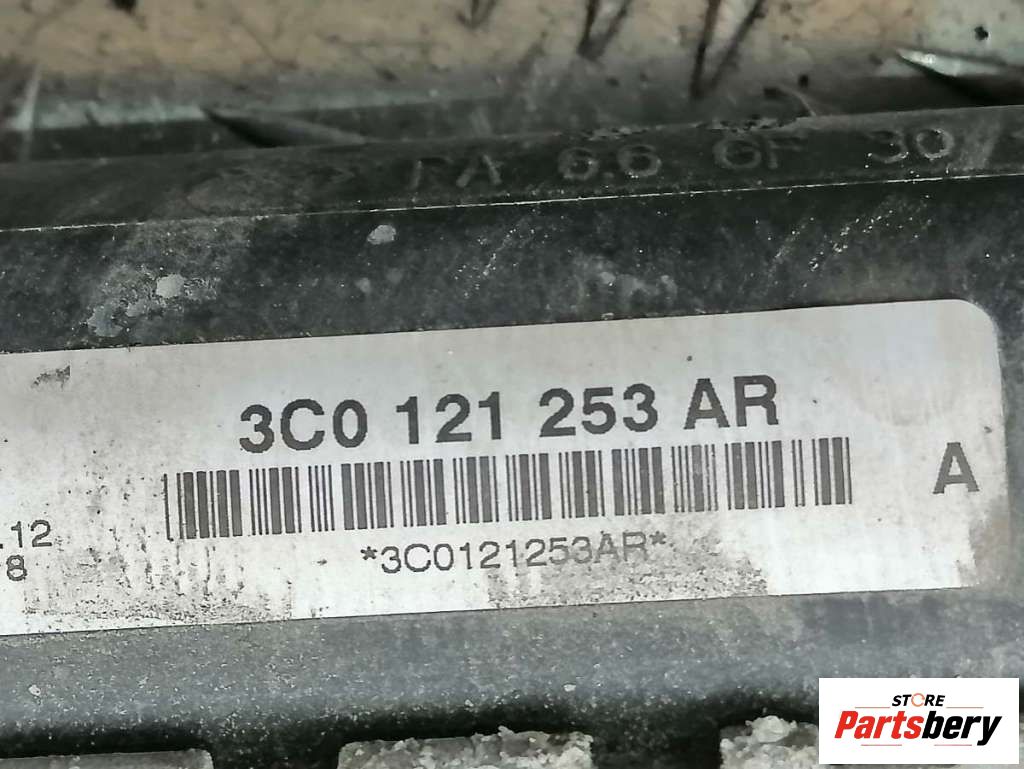 PA 6.6 GF 30
3C0 121 253 AR
A
.12
8
*3C0121253AR*
STORE
Partsbery